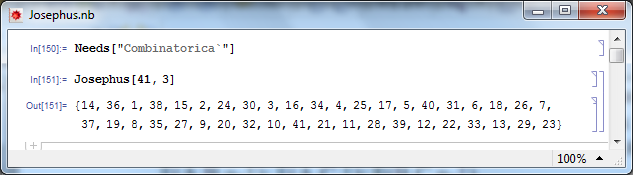 Josephus.nb
In[150]:= Needs["Combinatorica`"]
In[151]:= Josephus[41, 3]
Out[151]= {14, 36, 1, 38, 15, 2, 24, 30, 3, 16, 34, 4, 25, 17, 5, 40, 31, 6, 18, 26, 7,
37, 19, 8, 35, 27, 9, 20, 32, 10, 41, 21, 11, 28, 39, 12, 22, 33, 13, 29, 23}
100%